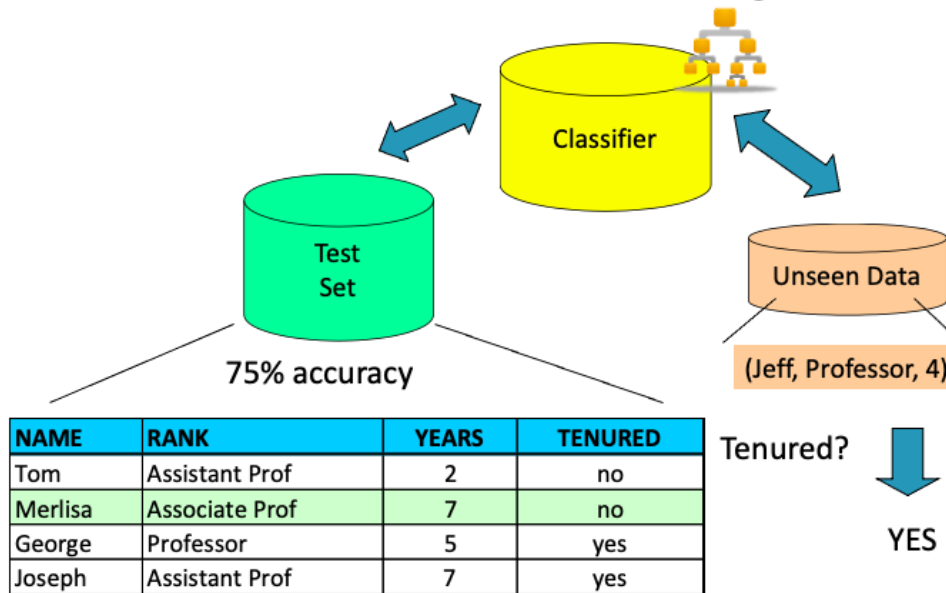 Classifier
Test
Set
Unseen Data
75% accuracy
(Jeff, Professor, 4)
NAME RANK YEARS TENURED
Tom Assistant Prof 2 no
Merlisa Associate Prof 7 no
George Professor 5 yes
Joseph Assistant Prof 7 yes
Tenured?
YES